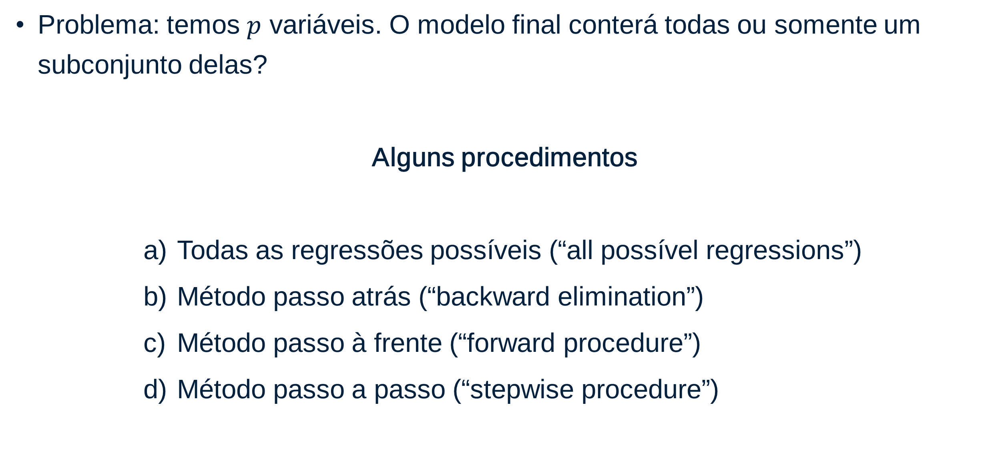 • Problema: temos p variáveis. O modelo final conterá todas ou somente um
subconjunto delas?
Alguns procedimentos
a) Todas as regressões possíveis (“all possível regressions”)
b) Método passo atrás (“backward elimination”)
c) Método passo à frente (“forward procedure”)
d) Método passo a passo (“stepwise procedure”)